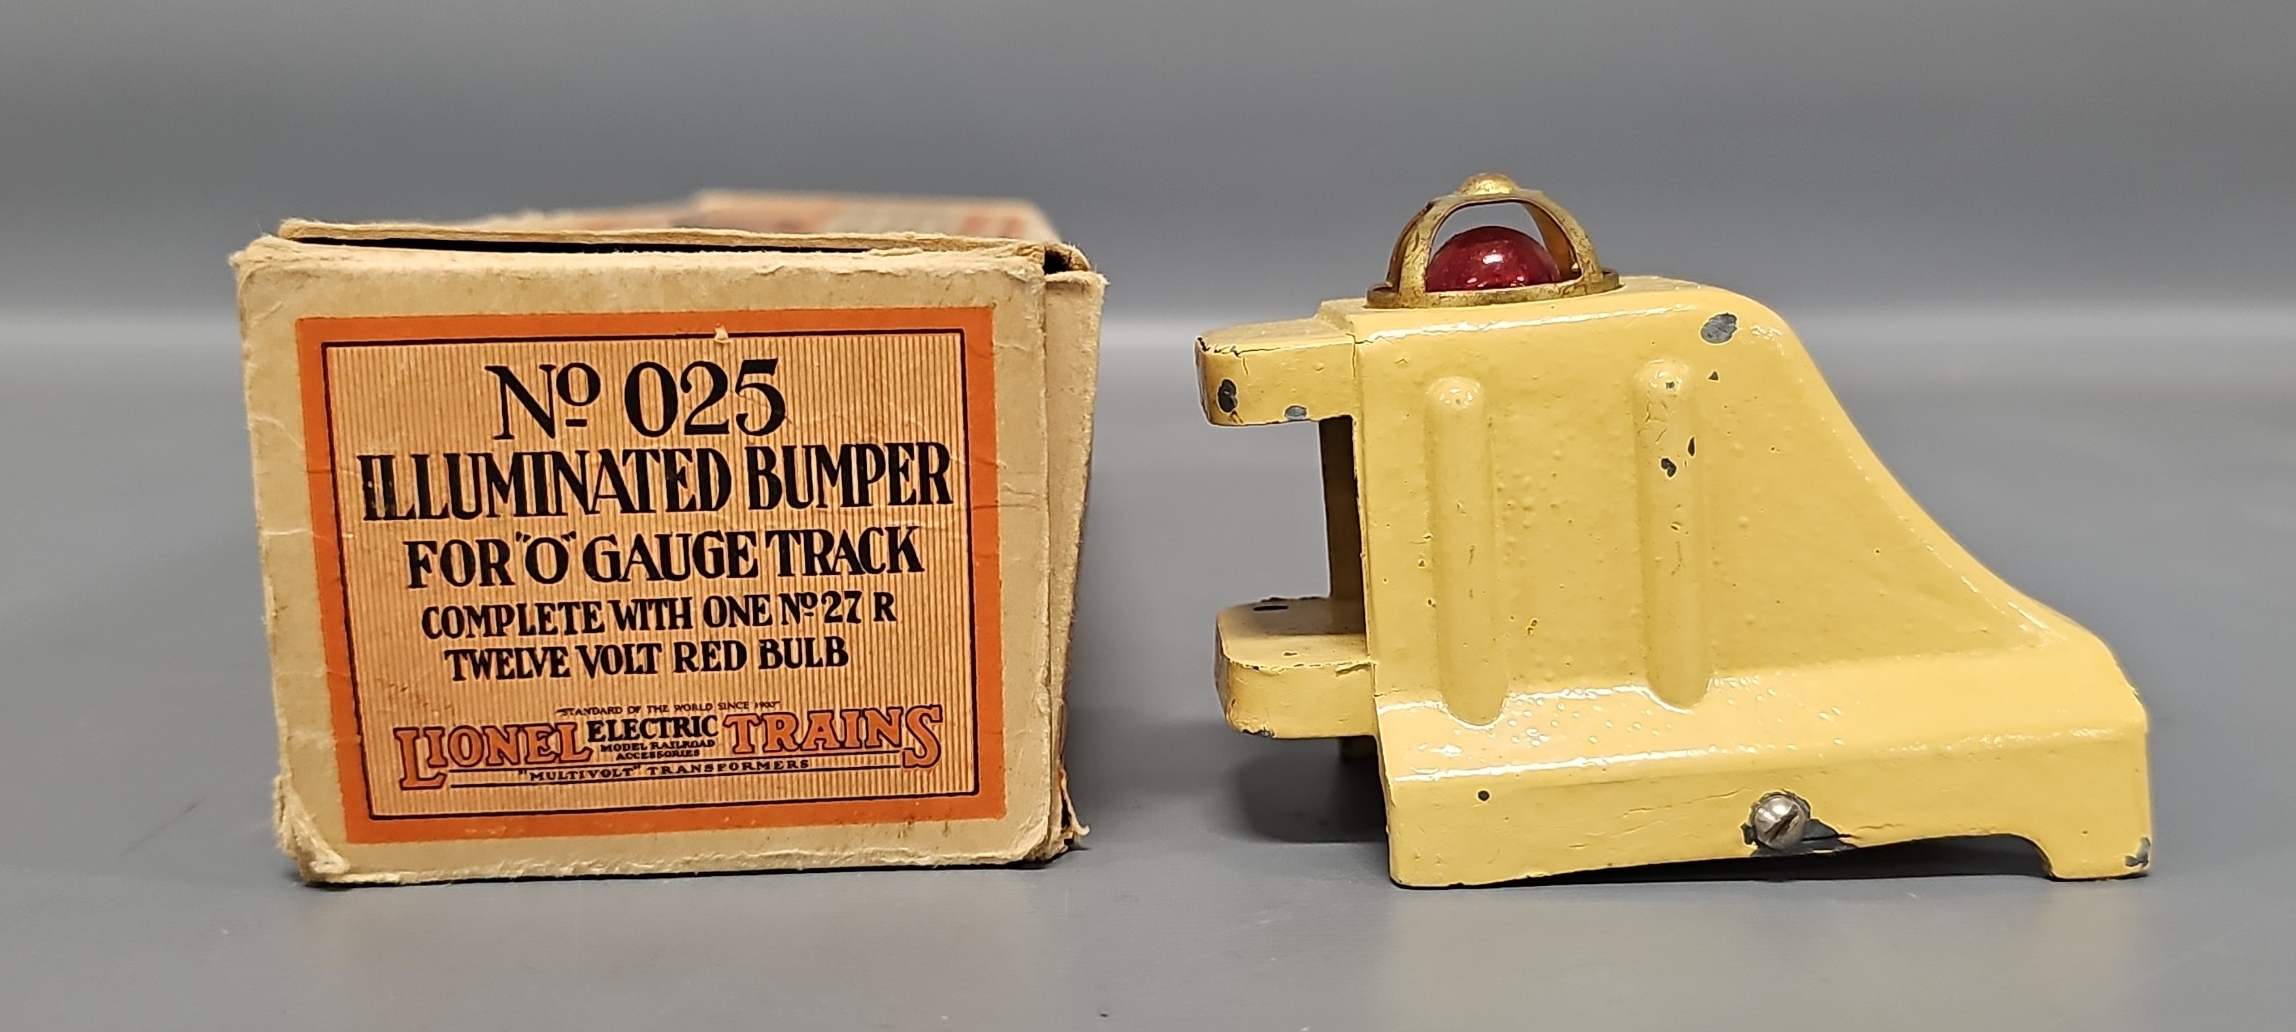 No 025
ILLUMINATED BUMPER
FOR "O" GAUGE TRACK
COMPLETE WITH ONE No 27 R
TWELVE VOLT RED BULB
"STANDARD OF THE WORLD SINCE 1900"
LIONEL ELECTRIC TRAINS
MODEL RAILROAD
ACCESSORIES
"MULTIVOLT" TRANSFORMERS